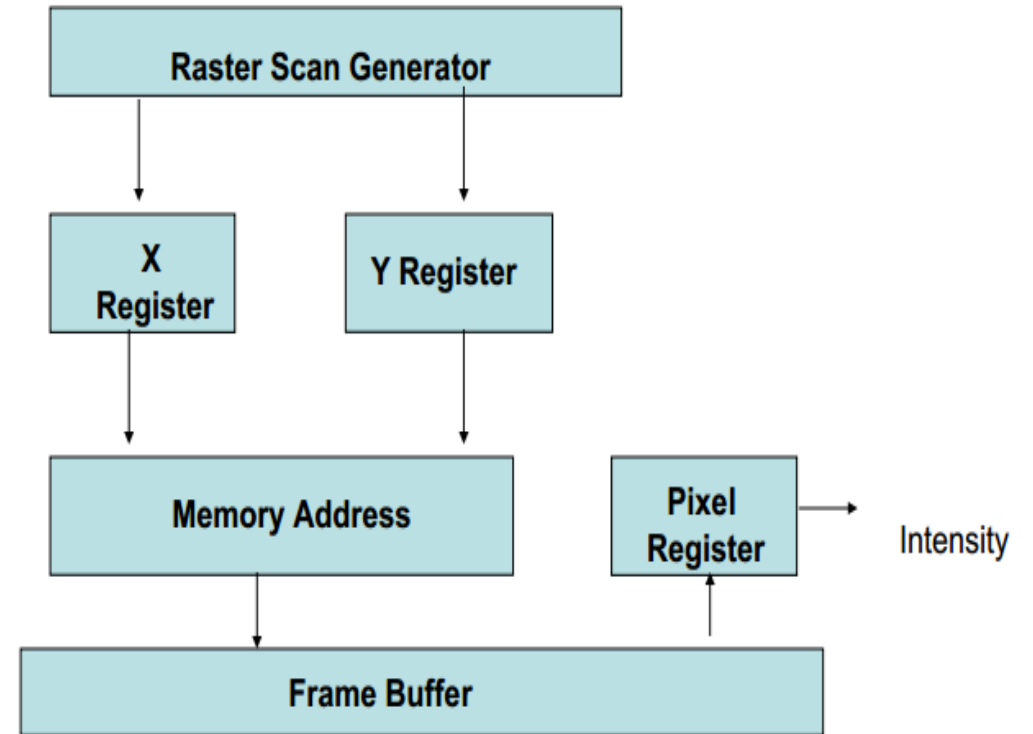 Raster Scan Generator
X
Register
Y Register
Memory Address
Pixel
Register
Intensity
Frame Buffer